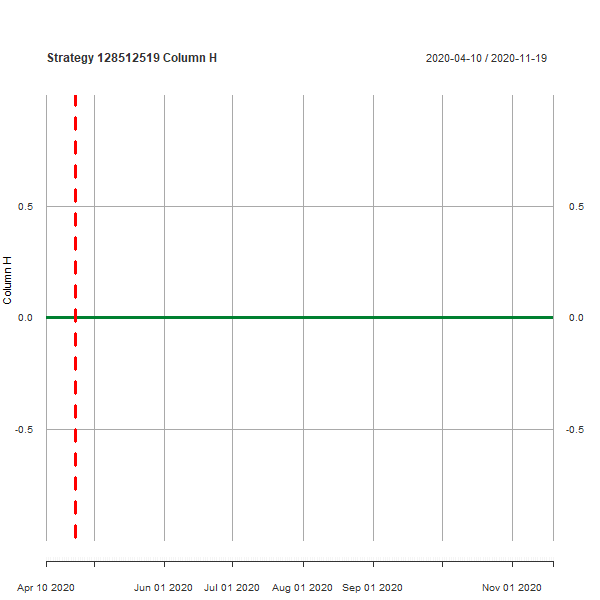 Strategy 128512519 Column H
2020-04-10 / 2020-11-19
0.5
0.5
Column H
0.0
0.0
-0.5
-0.5
Apr 10 2020
Jun 01 2020
Jul 01 2020
Aug 01 2020
Sep 01 2020
Nov 01 2020